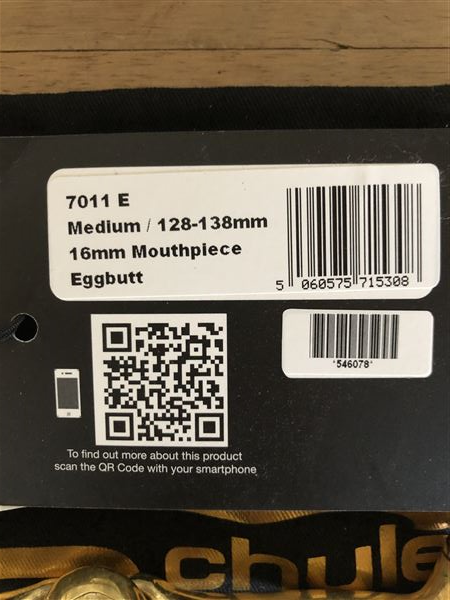 7011 E
Medium / 128-138mm
16mm Mouthpiece
Eggbutt
5 060575 715308
*546078*
To find out more about this product
scan the QR Code with your smartphone
chule